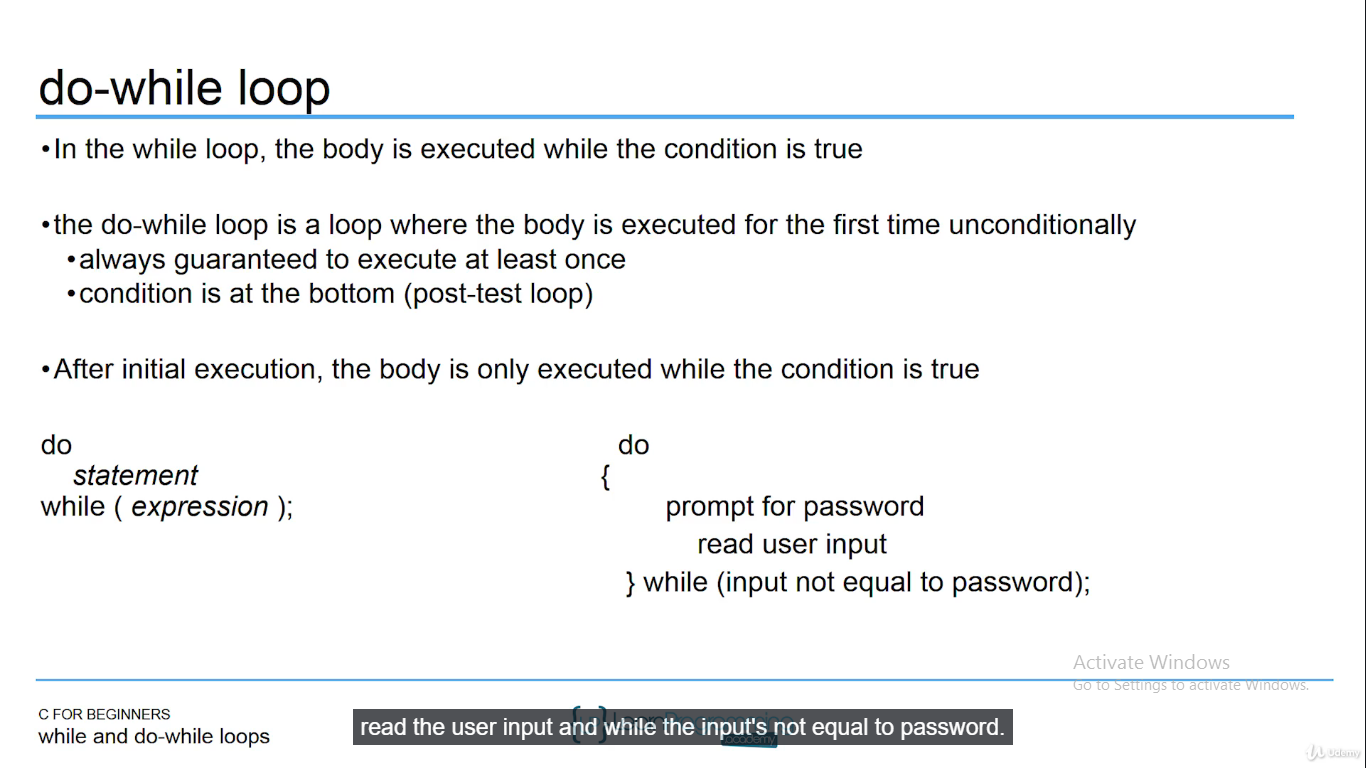 do-while loop
•In the while loop, the body is executed while the condition is true
•the do-while loop is a loop where the body is executed for the first time unconditionally
•always guaranteed to execute at least once
•condition is at the bottom (post-test loop)
•After initial execution, the body is only executed while the condition is true
do
statement
while ( expression );
do
{
prompt for password
read user input
} while (input not equal to password);
Activate Windows
Go to Settings to activate Windows.
C FOR BEGINNERS
while and do-while loops
read the user input and while the input's not equal to password.
academy
Udemy